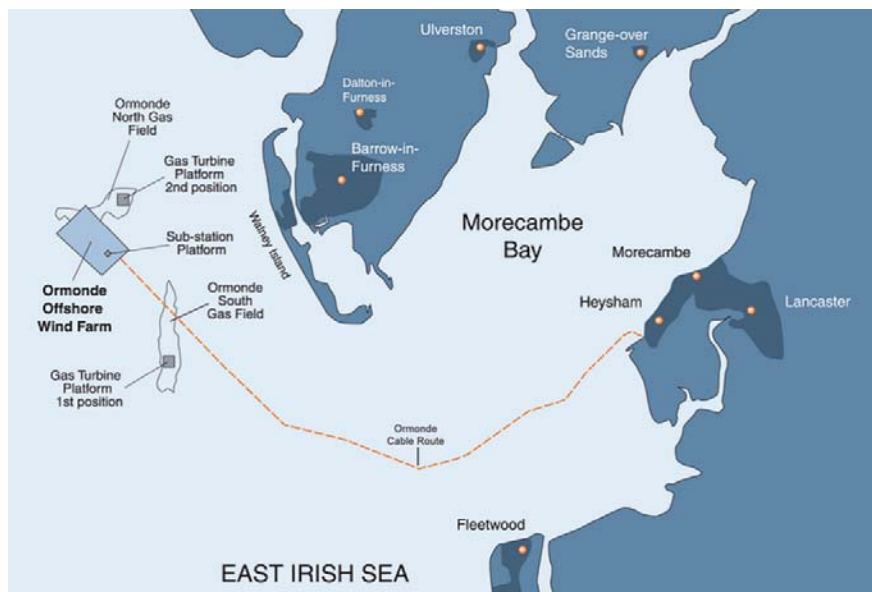 Ulverston
Grange-over
Sands
Ormonde
North Gas
Field
Dalton-in-
Furness
Gas Turbine
Platform
2nd position
Barrow-in-
Furness
Walney Island
Sub-station
Platform
Morecambe
Bay
Morecambe
Ormonde
Offshore
Wind Farm
Ormonde
South
Gas Field
Heysham
Lancaster
Gas Turbine
Platform
1st position
Ormonde
Cable Route
Fleetwood
EAST IRISH SEA